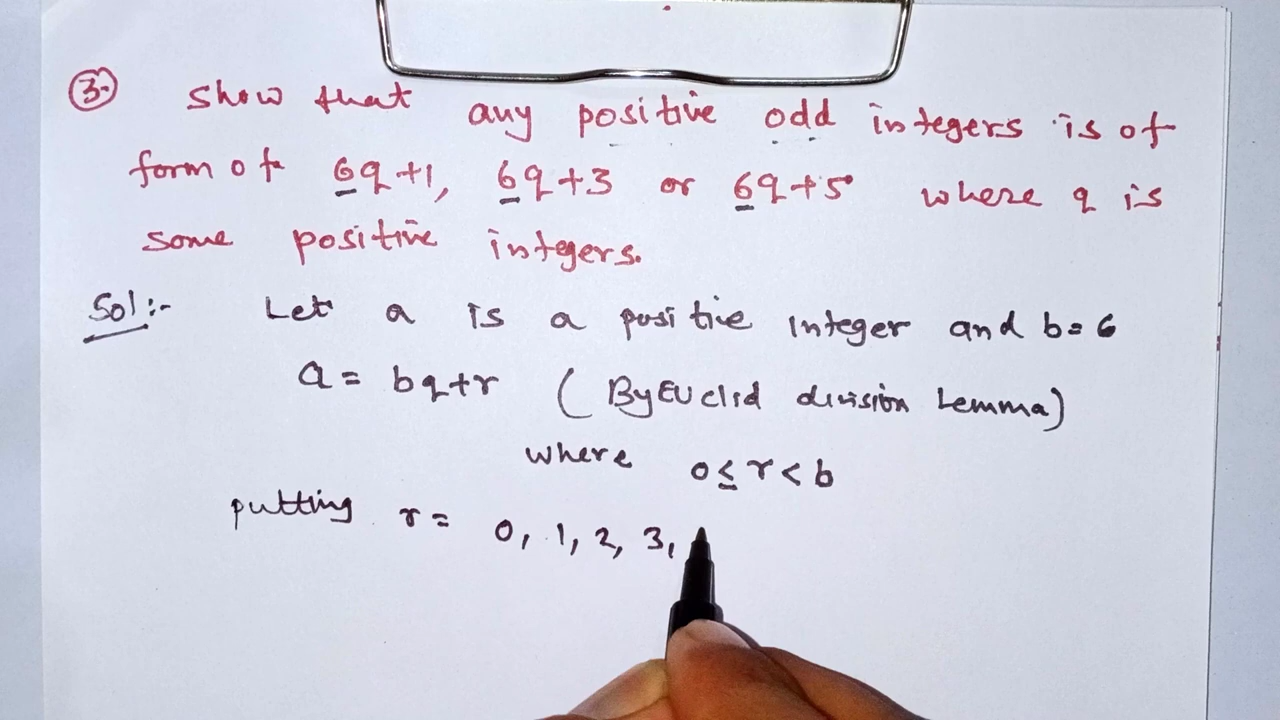 3. Show that any positive odd integers is of
form of 6q+1, 6q+3 or 6q+5 where q is
some positive integers.
Sol:- Let a is a positive integer and b=6
a = bq+r (By EUclid division Lemma)
where 0≤r<b
putting r= 0, 1, 2, 3,